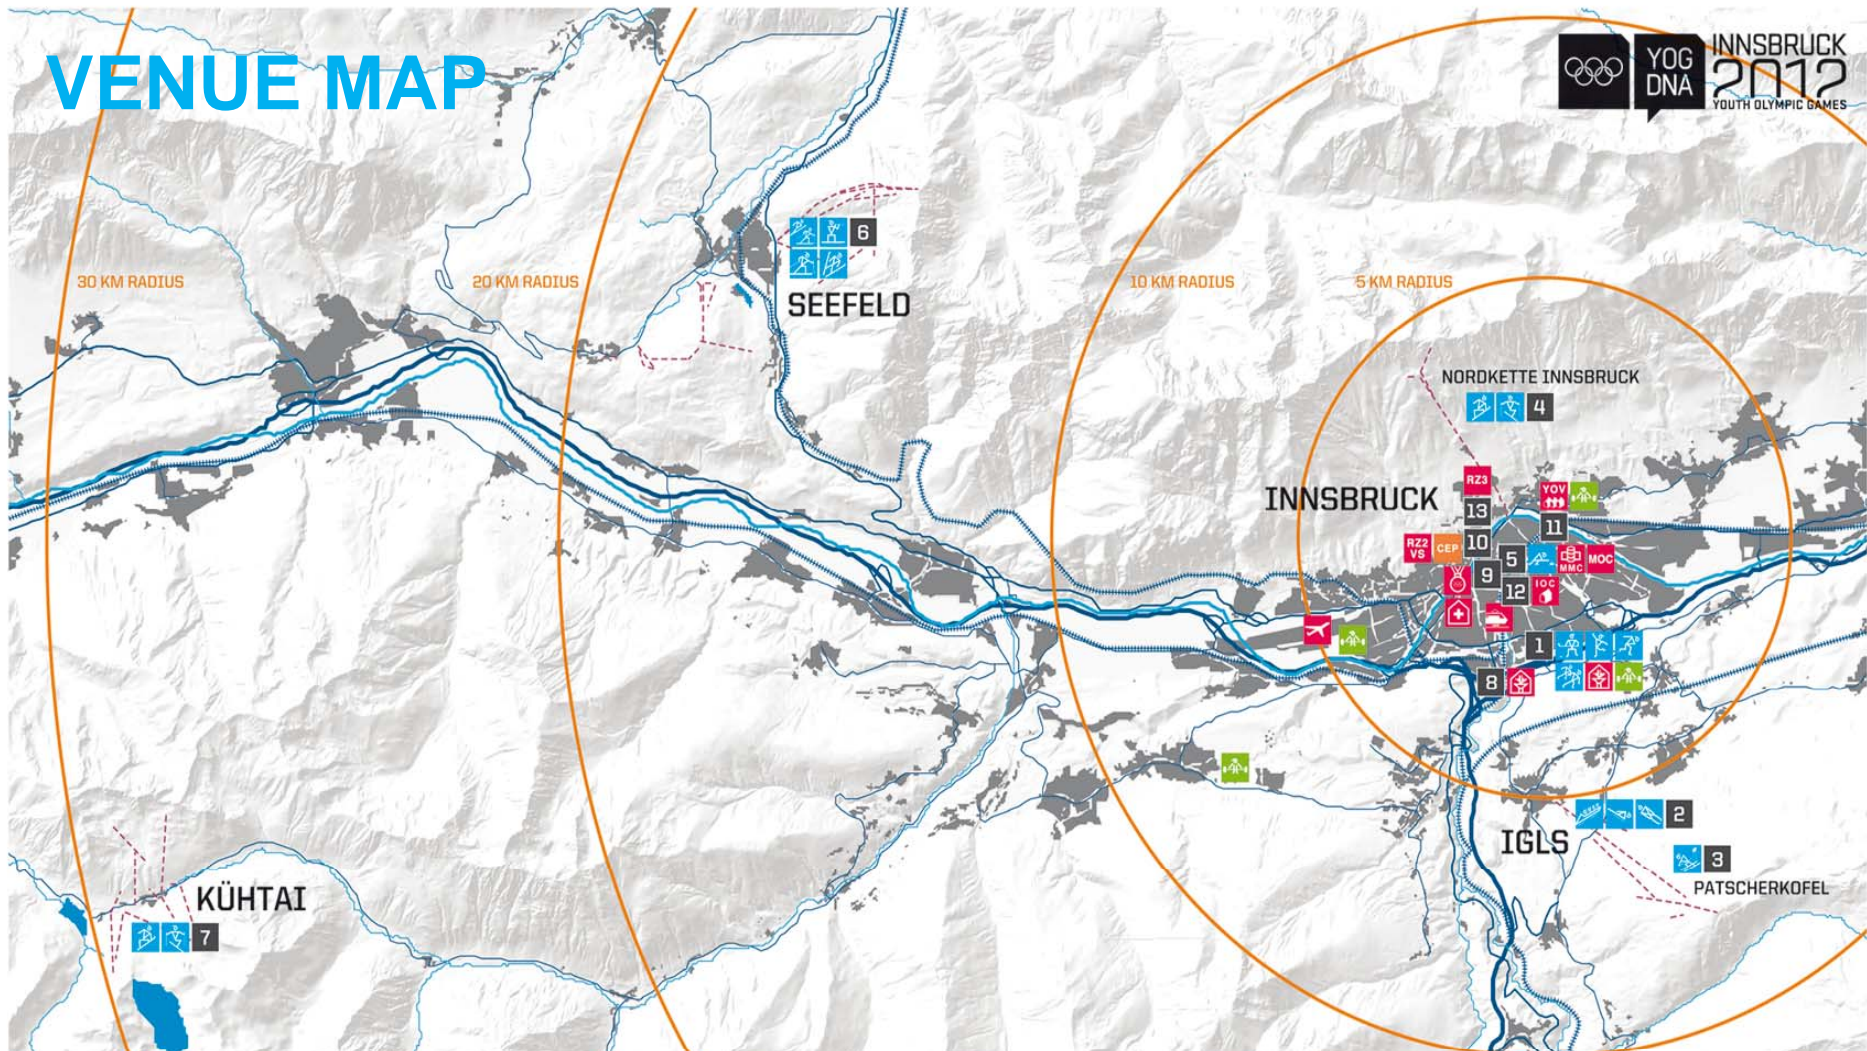 VENUE MAP
YOG
DNA
INNSBRUCK
2012
YOUTH OLYMPIC GAMES
6
SEEFELD
30 KM RADIUS
20 KM RADIUS
10 KM RADIUS
5 KM RADIUS
NORDKETTE INNSBRUCK
4
INNSBRUCK
RZ3
YOV
13
11
RZ2
VS
CEP
10
5
MMC
MOC
9
12
IOC
1
8
2
IGLS
3
PATSCHERKOFEL
KÜHTAI
7